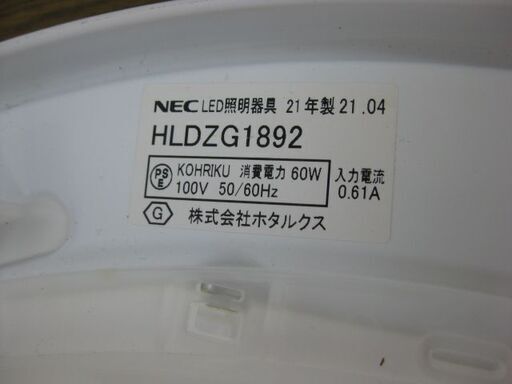 NEC LED照明器具 21年製 21.04
HLDZG1892
PSE KOHRIKU 消費電力 60W 入力電流
100V 50/60Hz 0.61A
G 株式会社ホタルクス